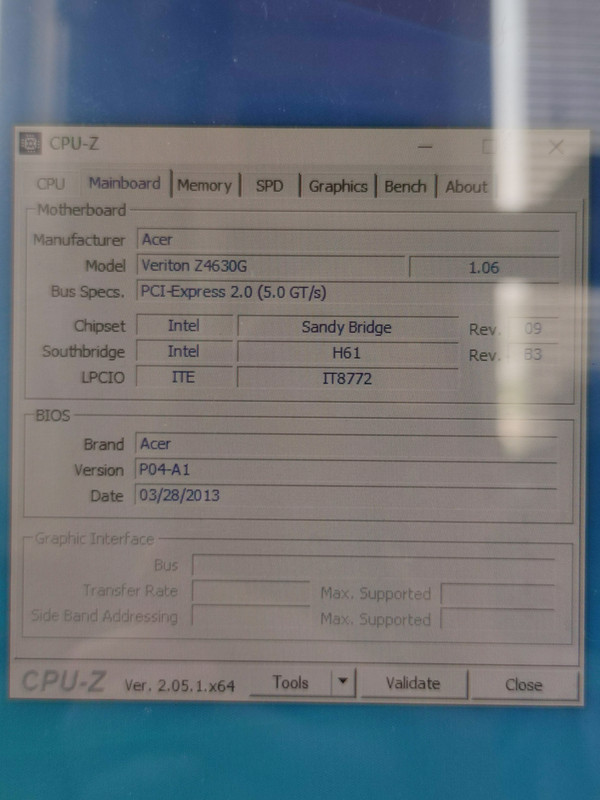 CPU-Z
CPU Mainboard Memory SPD Graphics Bench About
Motherboard
Manufacturer Acer
Model Veriton Z4630G 1.06
Bus Specs. PCI-Express 2.0 (5.0 GT/s)
Chipset Intel Sandy Bridge Rev. 09
Southbridge Intel H61 Rev. B3
LPCIO ITE IT8772
BIOS
Brand Acer
Version P04-A1
Date 03/28/2013
Graphic Interface
Bus
Transfer Rate Max. Supported
Side Band Addressing Max. Supported
CPU-Z Ver. 2.05.1.x64 Tools Validate Close